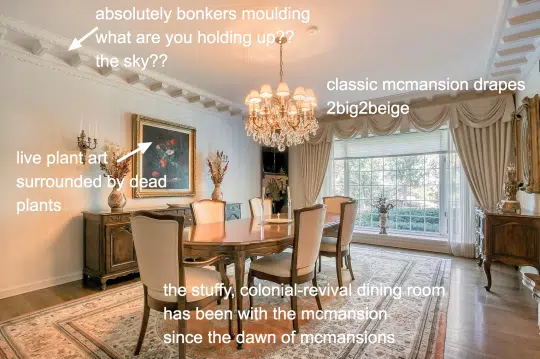 absolutely bonkers moulding
what are you holding up??
the sky??
classic mcmansion drapes
2big2beige
live plant art
surrounded by dead
plants
the stuffy, colonial-revival dining room
has been with the mcmansion
since the dawn of mcmansions